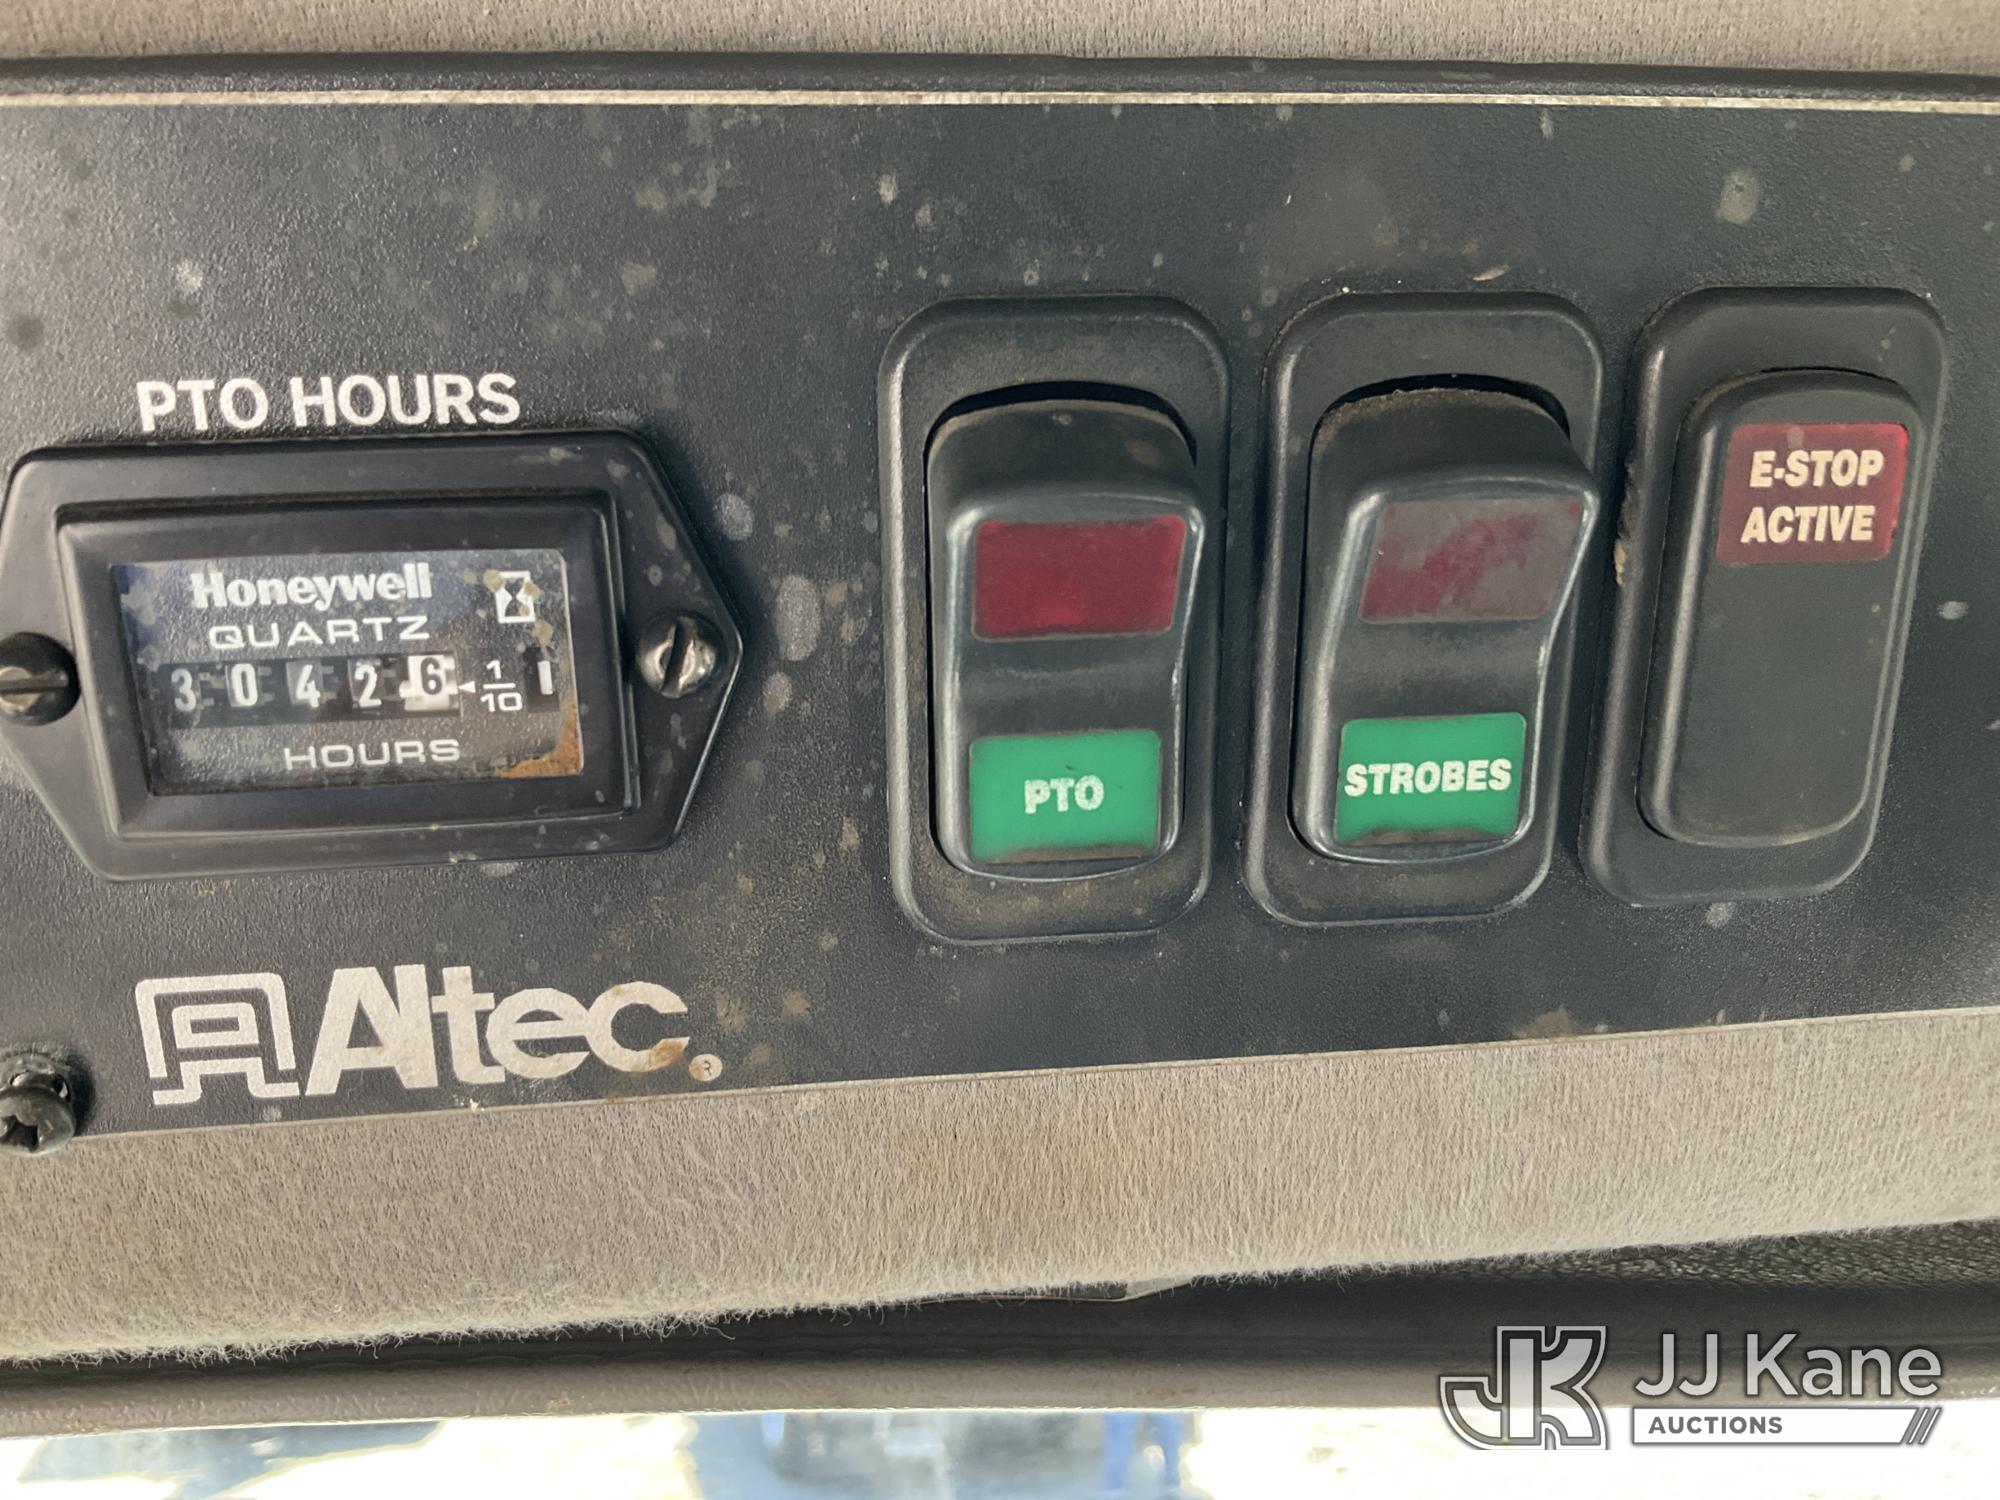 PTO HOURS
Honeywell
QUARTZ
3 0 4 2 6 1/10
HOURS
Altec®
PTO
STROBES
E-STOP
ACTIVE
JK JJ Kane
AUCTIONS